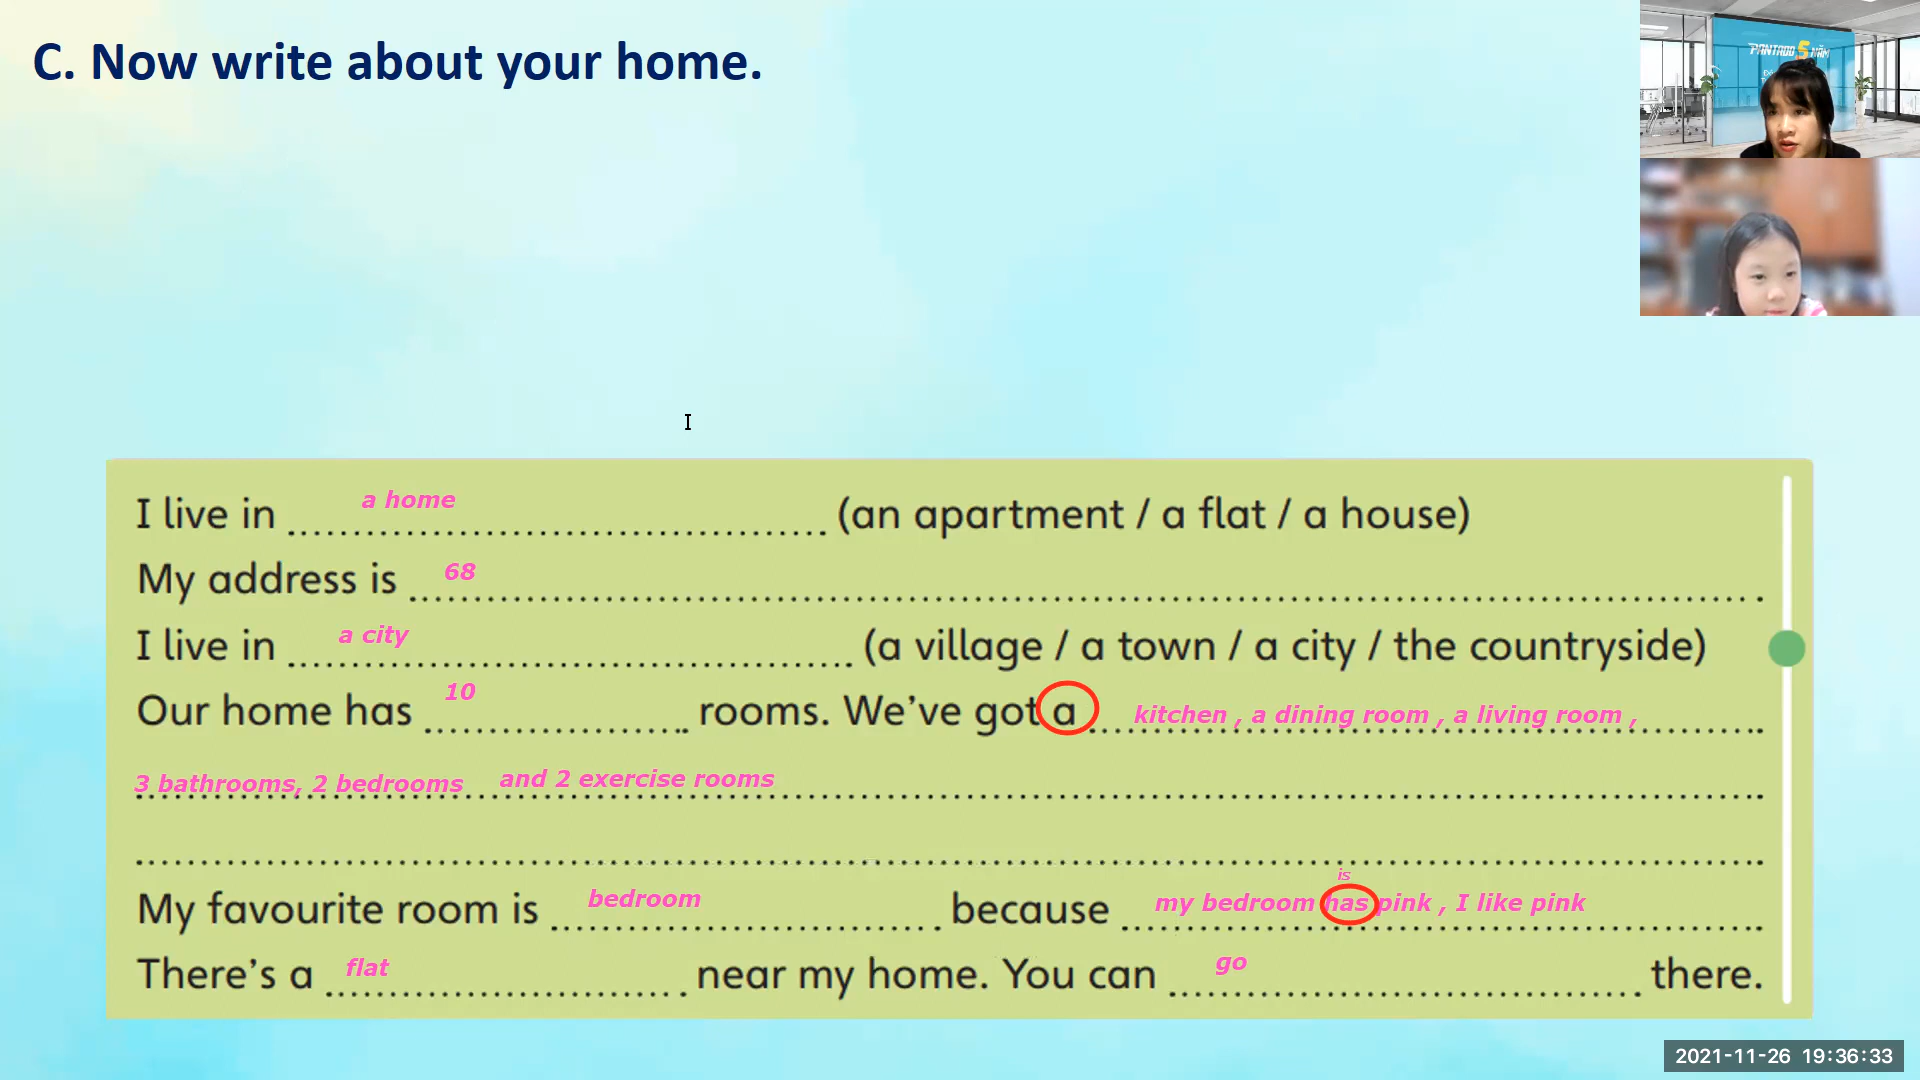 C. Now write about your home.
PANTADO 5 NĂM
I live in a home (an apartment / a flat / a house)
My address is 68
I live in a city (a village / a town / a city / the countryside)
Our home has 10 rooms. We've got a kitchen , a dining room , a living room ,
3 bathrooms, 2 bedrooms and 2 exercise rooms
is
My favourite room is bedroom because my bedroom has pink , I like pink
There's a flat near my home. You can go there.
2021-11-26 19:36:33